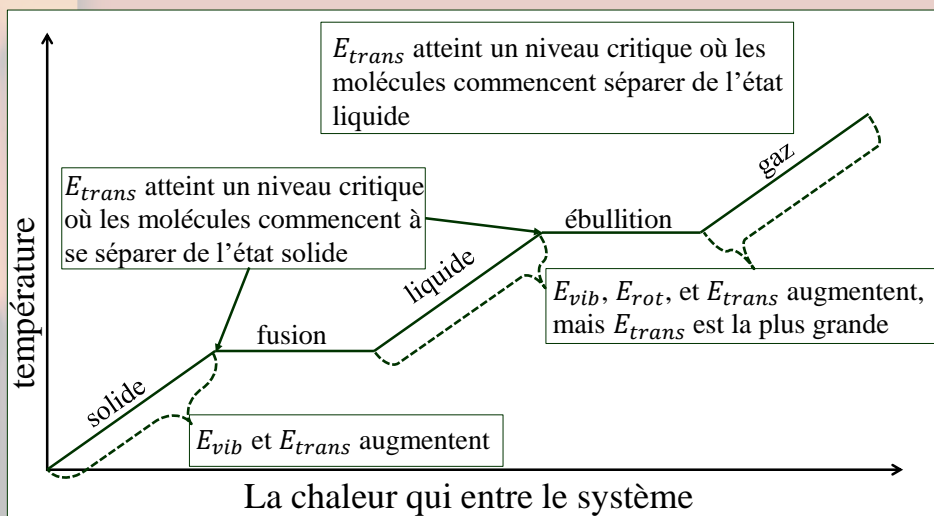 E_trans atteint un niveau critique où les
molécules commencent séparer de l’état
liquide
gaz
E_trans atteint un niveau critique
où les molécules commencent à
se séparer de l’état solide
ébullition
température
liquide
E_vib, E_rot, et E_trans augmentent,
mais E_trans est la plus grande
fusion
solide
E_vib et E_trans augmentent
La chaleur qui entre le système